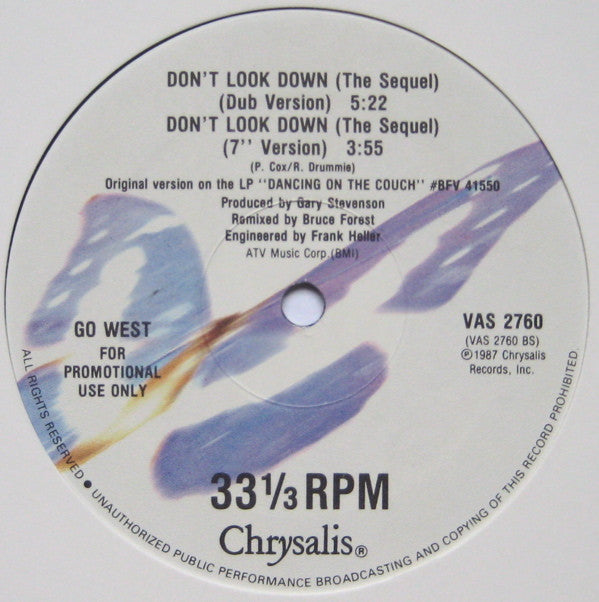 DON'T LOOK DOWN (The Sequel)
(Dub Version) 5:22
DON'T LOOK DOWN (The Sequel)
(7'' Version) 3:55
(P. Cox/R. Drummie)
Original version on the LP "DANCING ON THE COUCH" #BFV 41550
Produced by Gary Stevenson
Remixed by Bruce Forest
Engineered by Frank Heller
ATV Music Corp.(BMI)
GO WEST
FOR
PROMOTIONAL
USE ONLY
VAS 2760
(VAS 2760 BS)
℗1987 Chrysalis
Records, Inc.
33⅓ RPM
Chrysalis®
ALL RIGHTS RESERVED • UNAUTHORIZED PUBLIC PERFORMANCE BROADCASTING AND COPYING OF THIS RECORD PROHIBITED.